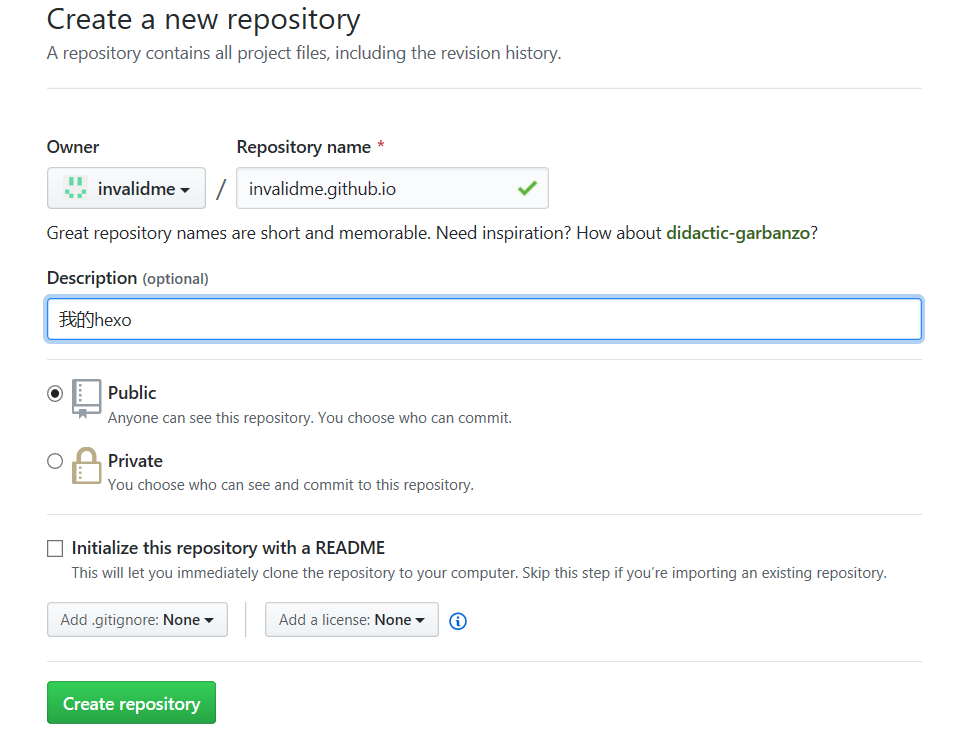 Create a new repository
A repository contains all project files, including the revision history.
Owner
Repository name *
invalidme
/
invalidme.github.io
Great repository names are short and memorable. Need inspiration? How about didactic-garbanzo?
Description (optional)
我的hexo
Public
Anyone can see this repository. You choose who can commit.
Private
You choose who can see and commit to this repository.
Initialize this repository with a README
This will let you immediately clone the repository to your computer. Skip this step if you’re importing an existing repository.
Add .gitignore: None
Add a license: None
Create repository